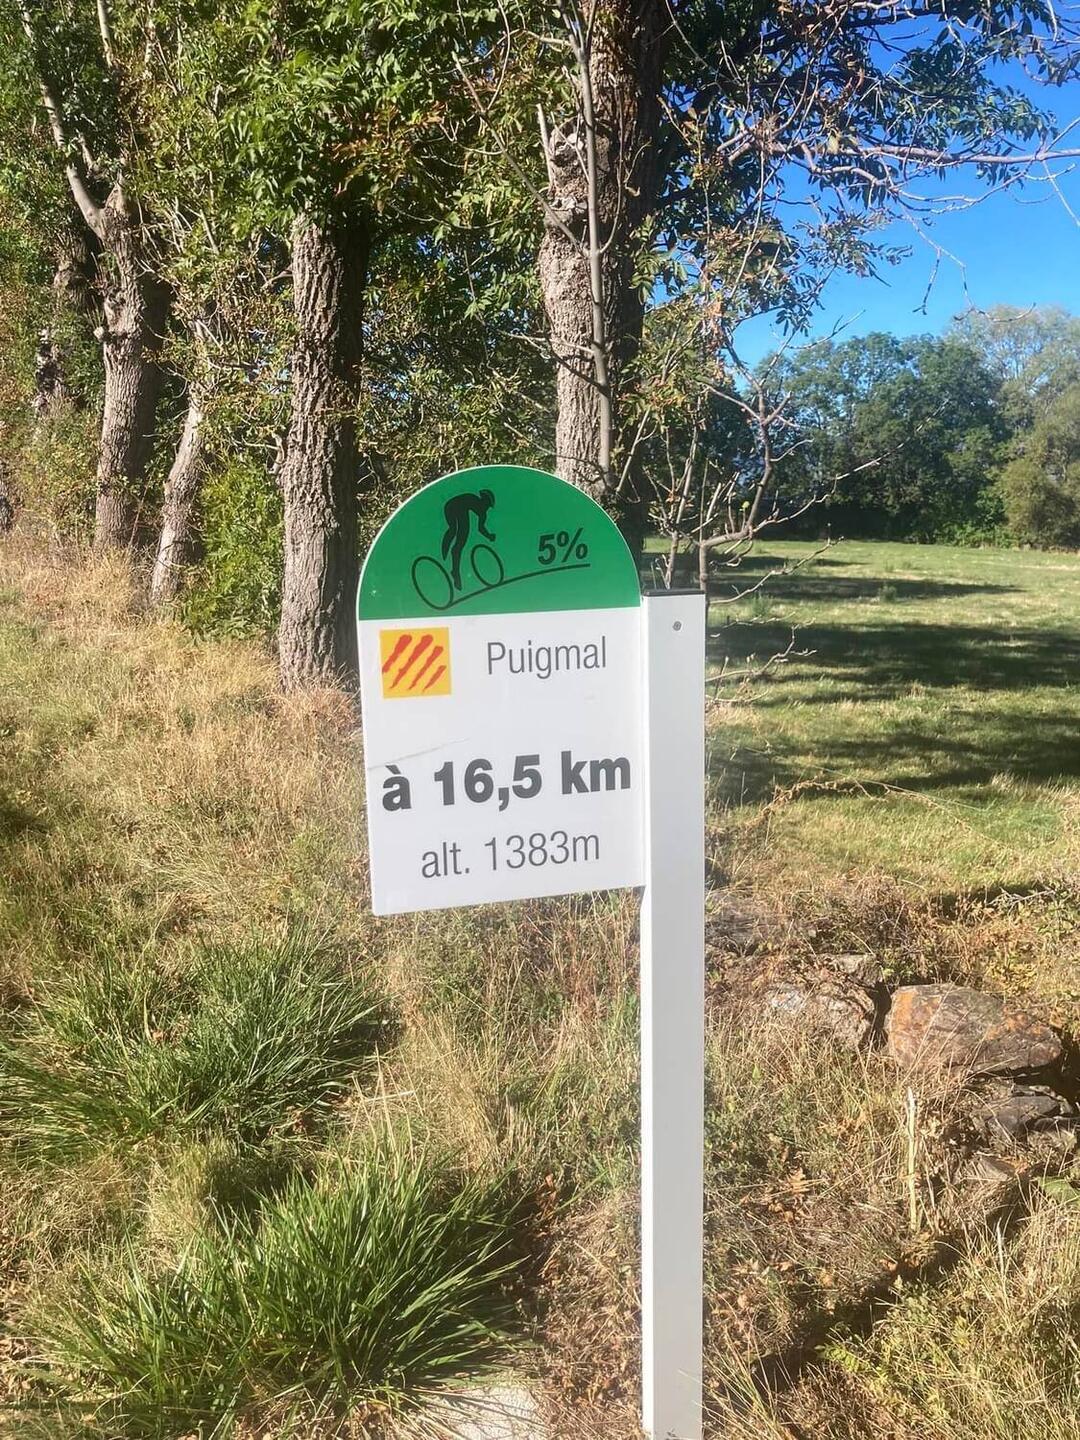 5%
Puigmal
à 16,5 km
alt. 1383m